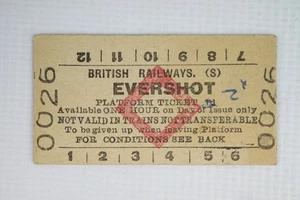 7 8 9 10 11 12
BRITISH RAILWAYS. (S)
EVERSHOT
PLATFORM TICKET
Available ONE HOUR on Day of Issue only
NOT VALID IN TRAINS NOT TRANSFERABLE
To be given up when leaving Platform
FOR CONDITIONS SEE BACK
1 2 3 4 5 6
0026
0026